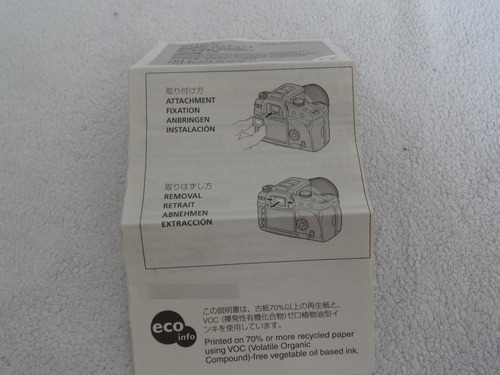 取り付け方
ATTACHMENT
FIXATION
ANBRINGEN
INSTALACIÓN
取りはずし方
REMOVAL
RETRAIT
ABNEHMEN
EXTRACCIÓN
eco
info
この説明書は、古紙70%以上の再生紙と、
VOC (揮発性有機化合物)ゼロ植物油型イ
ンキを使用しています。
Printed on 70% or more recycled paper
using VOC (Volatile Organic
Compound)-free vegetable oil based ink.